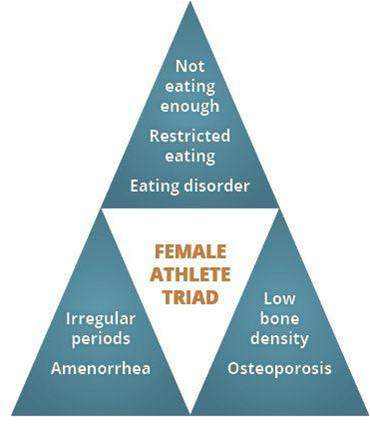 Not
eating
enough
Restricted
eating
Eating disorder
FEMALE
ATHLETE
TRIAD
Irregular
periods
Amenorrhea
Low
bone
density
Osteoporosis